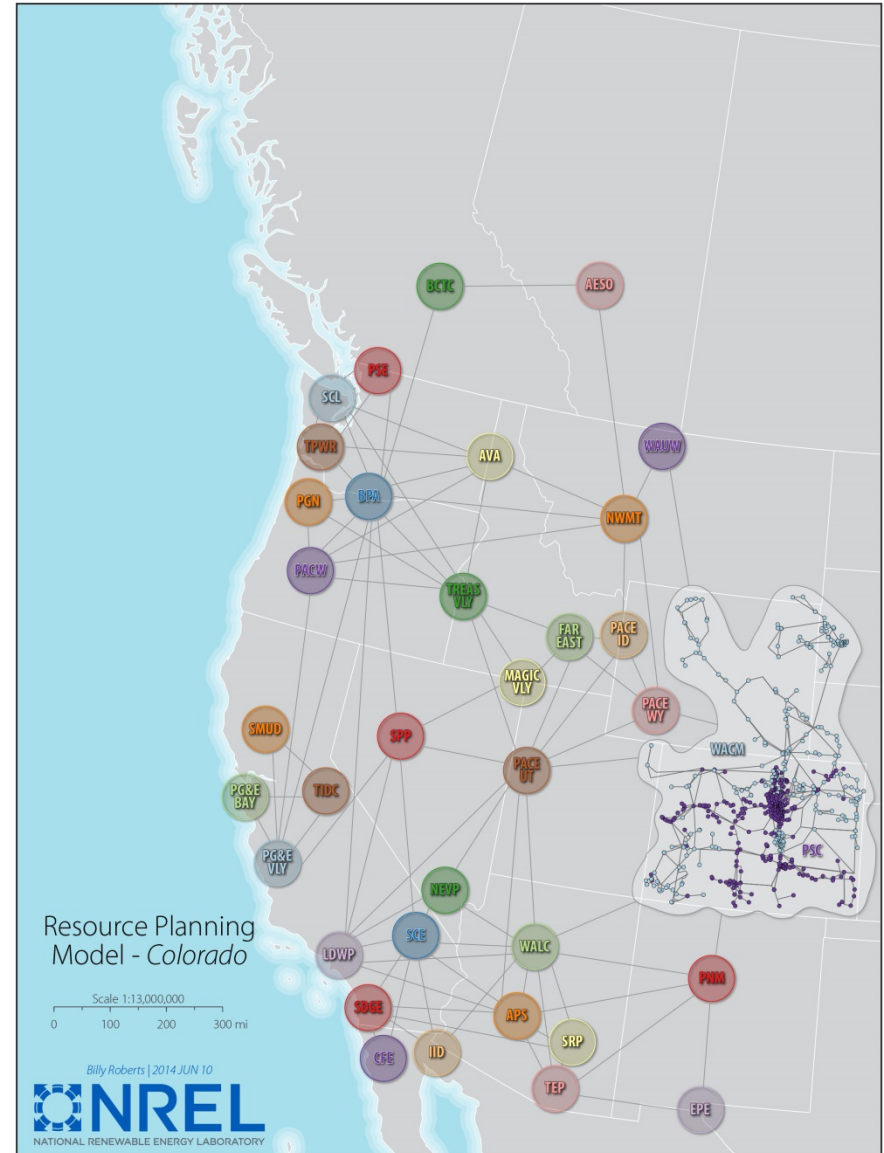 BCTC
AESO
PSE
SCL
TPWR
AVA
WAUW
PGN
BPA
NWMT
PACW
TREAS
VLY
FAR
EAST
PACE
ID
MAGIC
VLY
PACE
WY
SMUD
SPP
WACM
PACE
UT
PG&E
BAY
TIDC
PG&E
VLY
PSC
NEVP
Resource Planning
Model - Colorado
SCE
LDWP
WALC
PNM
Scale 1:13,000,000
0 100 200 300 mi
SDGE
APS
CFE
IID
SRP
TEP
EPE
Billy Roberts | 2014 JUN 10
NREL
NATIONAL RENEWABLE ENERGY LABORATORY